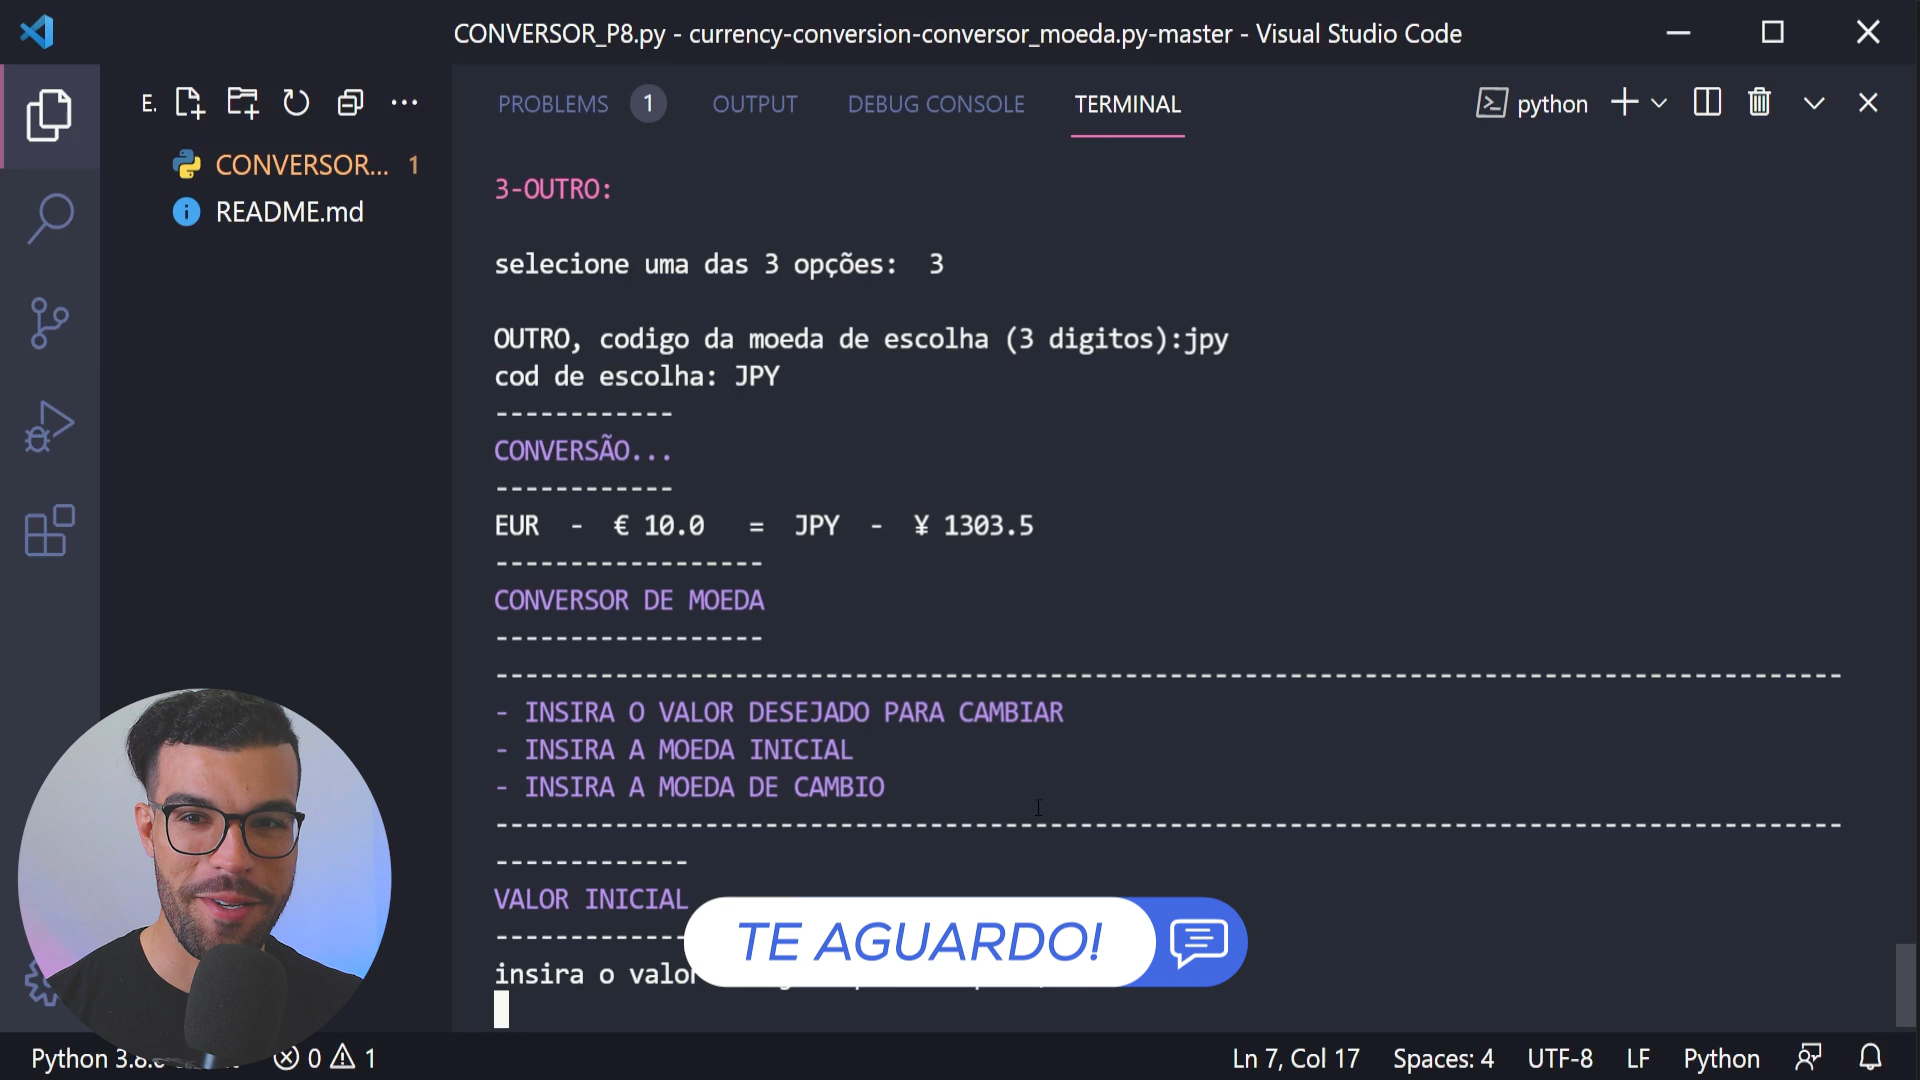 CONVERSOR_P8.py - currency-conversion-conversor_moeda.py-master - Visual Studio Code
E.
PROBLEMS 1 OUTPUT DEBUG CONSOLE TERMINAL
python
CONVERSOR... 1
README.md
3-OUTRO:
selecione uma das 3 opções:  3
OUTRO, codigo da moeda de escolha (3 digitos):jpy
cod de escolha: JPY
------------
CONVERSÃO...
------------
EUR  -  € 10.0   =  JPY  -  ¥ 1303.5
------------------
CONVERSOR DE MOEDA
------------------
------------------------------------------------------------------------------------------
- INSIRA O VALOR DESEJADO PARA CAMBIAR
- INSIRA A MOEDA INICIAL
- INSIRA A MOEDA DE CAMBIO
------------------------------------------------------------------------------------------
-------------
VALOR INICIAL
-------------
insira o valor
TE AGUARDO!
Python 3.8. 0 1
Ln 7, Col 17 Spaces: 4 UTF-8 LF Python